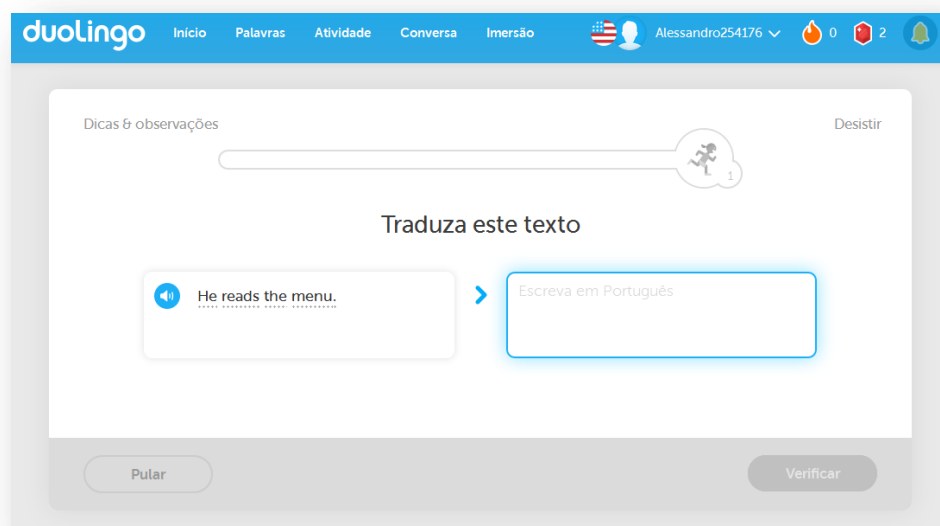 duolingo Início Palavras Atividade Conversa Imersão Alessandro254176 0 2
Dicas & observações Desistir
1
Traduza este texto
He reads the menu. Escreva em Português
Pular Verificar